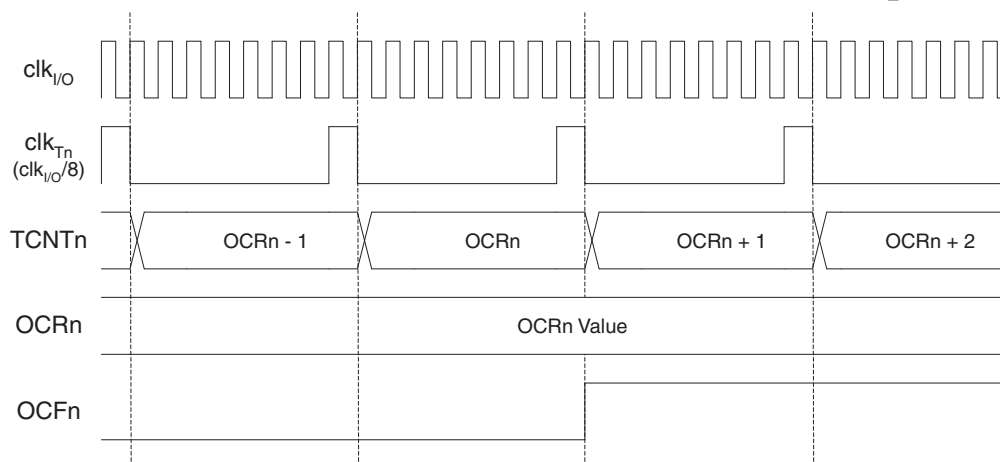 clkI/O
clkTn
(clkI/O/8)
TCNTn
OCRn - 1
OCRn
OCRn + 1
OCRn + 2
OCRn
OCRn Value
OCFn